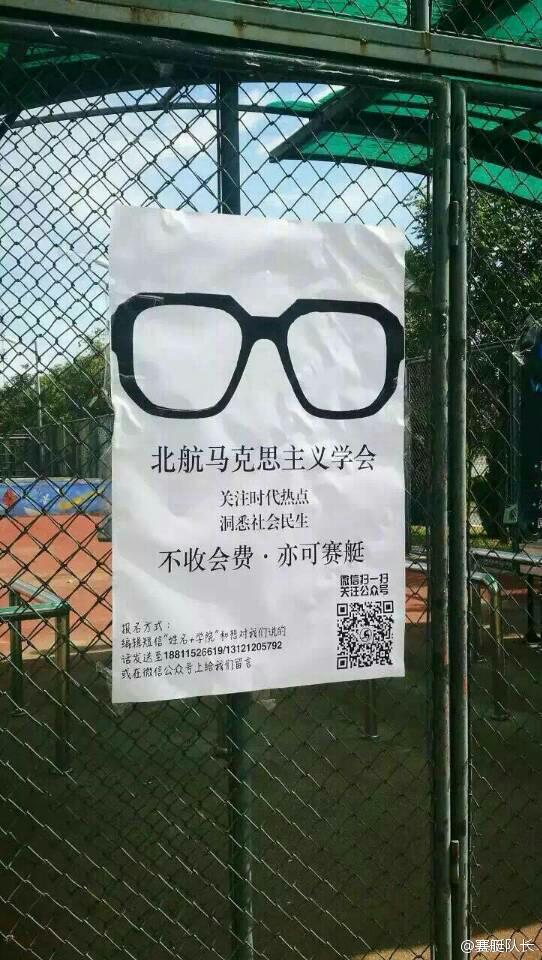 北航马克思主义学会
关注时代热点
洞悉社会民生
不收会费·亦可赛艇
微信扫一扫
关注公众号
报名方式：
编辑短信“姓名+学院”和想对我们说的
话发送至18811526619/13121205792
或在微信公众号上给我们留言
@赛艇队长